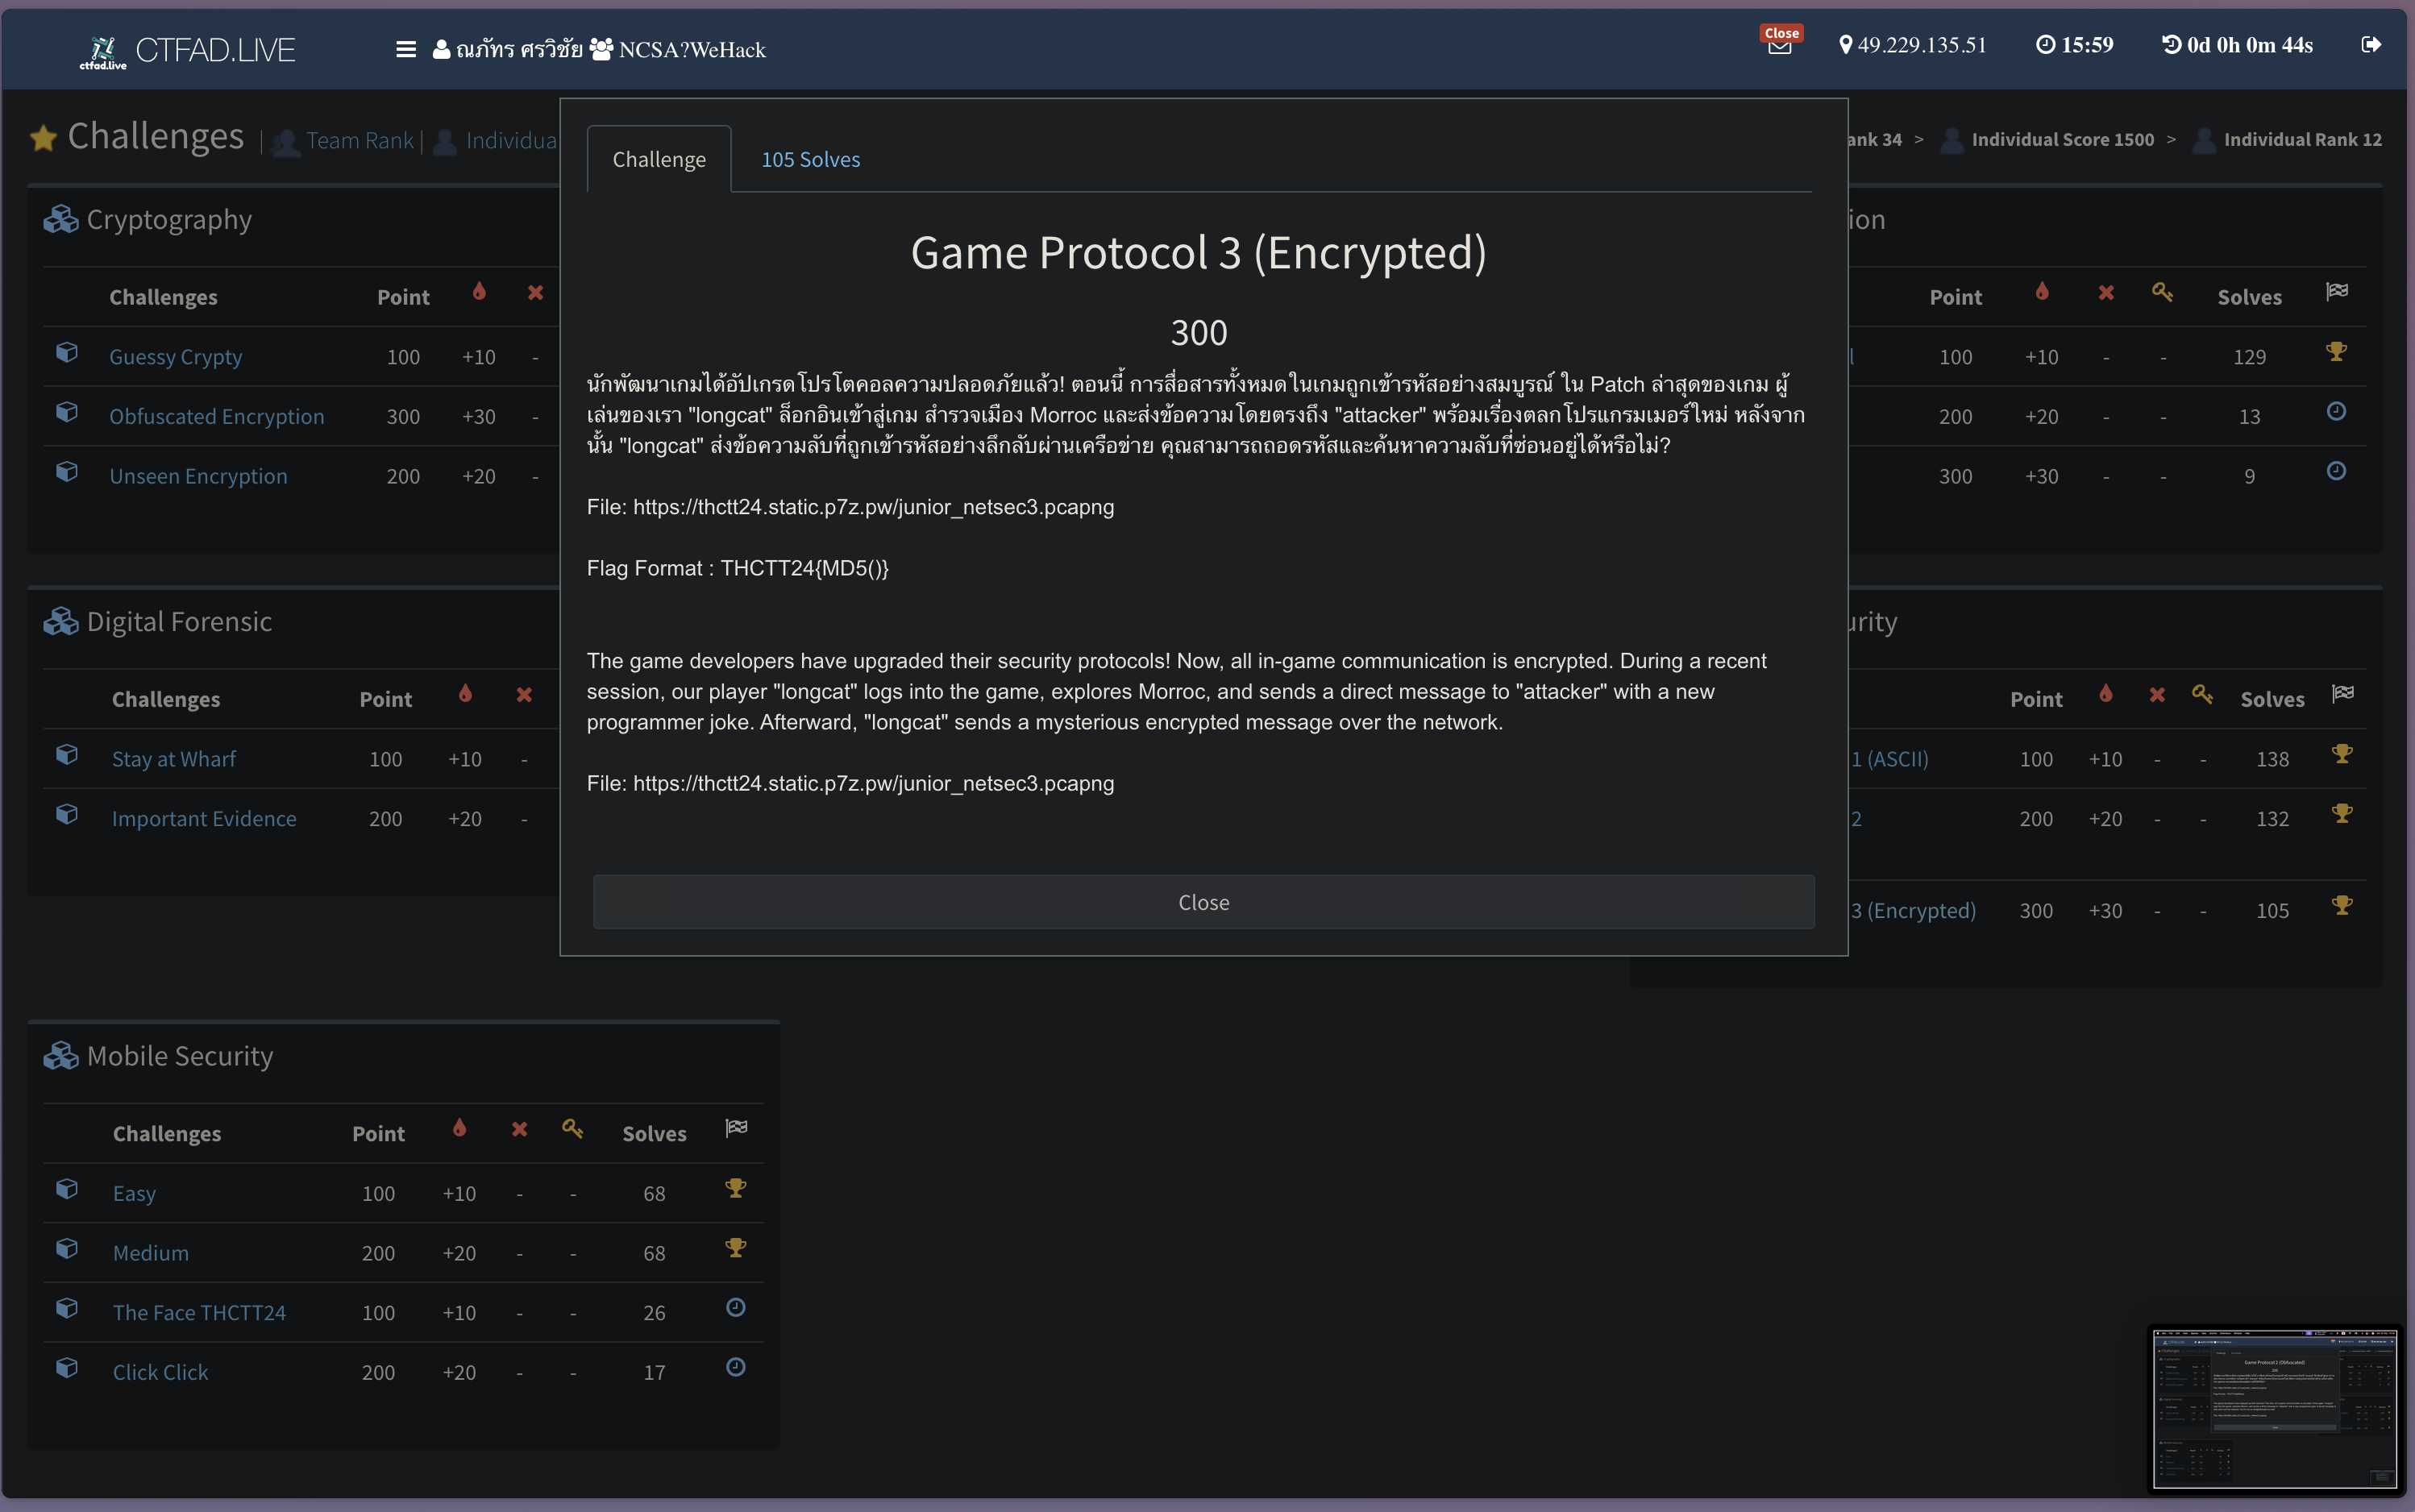 ctfad.live CTFAD.LIVE ณภัทร ศรวิชัย NCSA?WeHack Close 49.229.135.51 15:59 0d 0h 0m 44s
Challenges | Team Rank | Individua
ank 34 > Individual Score 1500 > Individual Rank 12
Cryptography
Challenges Point
Guessy Crypty 100 +10 -
Obfuscated Encryption 300 +30 -
Unseen Encryption 200 +20 -
Digital Forensic
Challenges Point
Stay at Wharf 100 +10 -
Important Evidence 200 +20 -
Challenge 105 Solves
Game Protocol 3 (Encrypted)
300
นักพัฒนาเกมได้อัปเกรดโปรโตคอลความปลอดภัยแล้ว! ตอนนี้ การสื่อสารทั้งหมดในเกมถูกเข้ารหัสอย่างสมบูรณ์ ใน Patch ล่าสุดของเกม ผู้
เล่นของเรา "longcat" ล็อกอินเข้าสู่เกม สำรวจเมือง Morroc และส่งข้อความโดยตรงถึง "attacker" พร้อมเรื่องตลกโปรแกรมเมอร์ใหม่ หลังจาก
นั้น "longcat" ส่งข้อความลับที่ถูกเข้ารหัสอย่างลึกลับผ่านเครือข่าย คุณสามารถถอดรหัสและค้นหาความลับที่ซ่อนอยู่ได้หรือไม่?
File: https://thctt24.static.p7z.pw/junior_netsec3.pcapng
Flag Format : THCTT24{MD5()}
The game developers have upgraded their security protocols! Now, all in-game communication is encrypted. During a recent
session, our player "longcat" logs into the game, explores Morroc, and sends a direct message to "attacker" with a new
programmer joke. Afterward, "longcat" sends a mysterious encrypted message over the network.
File: https://thctt24.static.p7z.pw/junior_netsec3.pcapng
Close
ion
Point Solves
l 100 +10 - - 129
200 +20 - - 13
300 +30 - - 9
urity
Point Solves
1 (ASCII) 100 +10 - - 138
2 200 +20 - - 132
3 (Encrypted) 300 +30 - - 105
Mobile Security
Challenges Point Solves
Easy 100 +10 - - 68
Medium 200 +20 - - 68
The Face THCTT24 100 +10 - - 26
Click Click 200 +20 - - 17
Game Protocol 2 (Obfuscated)